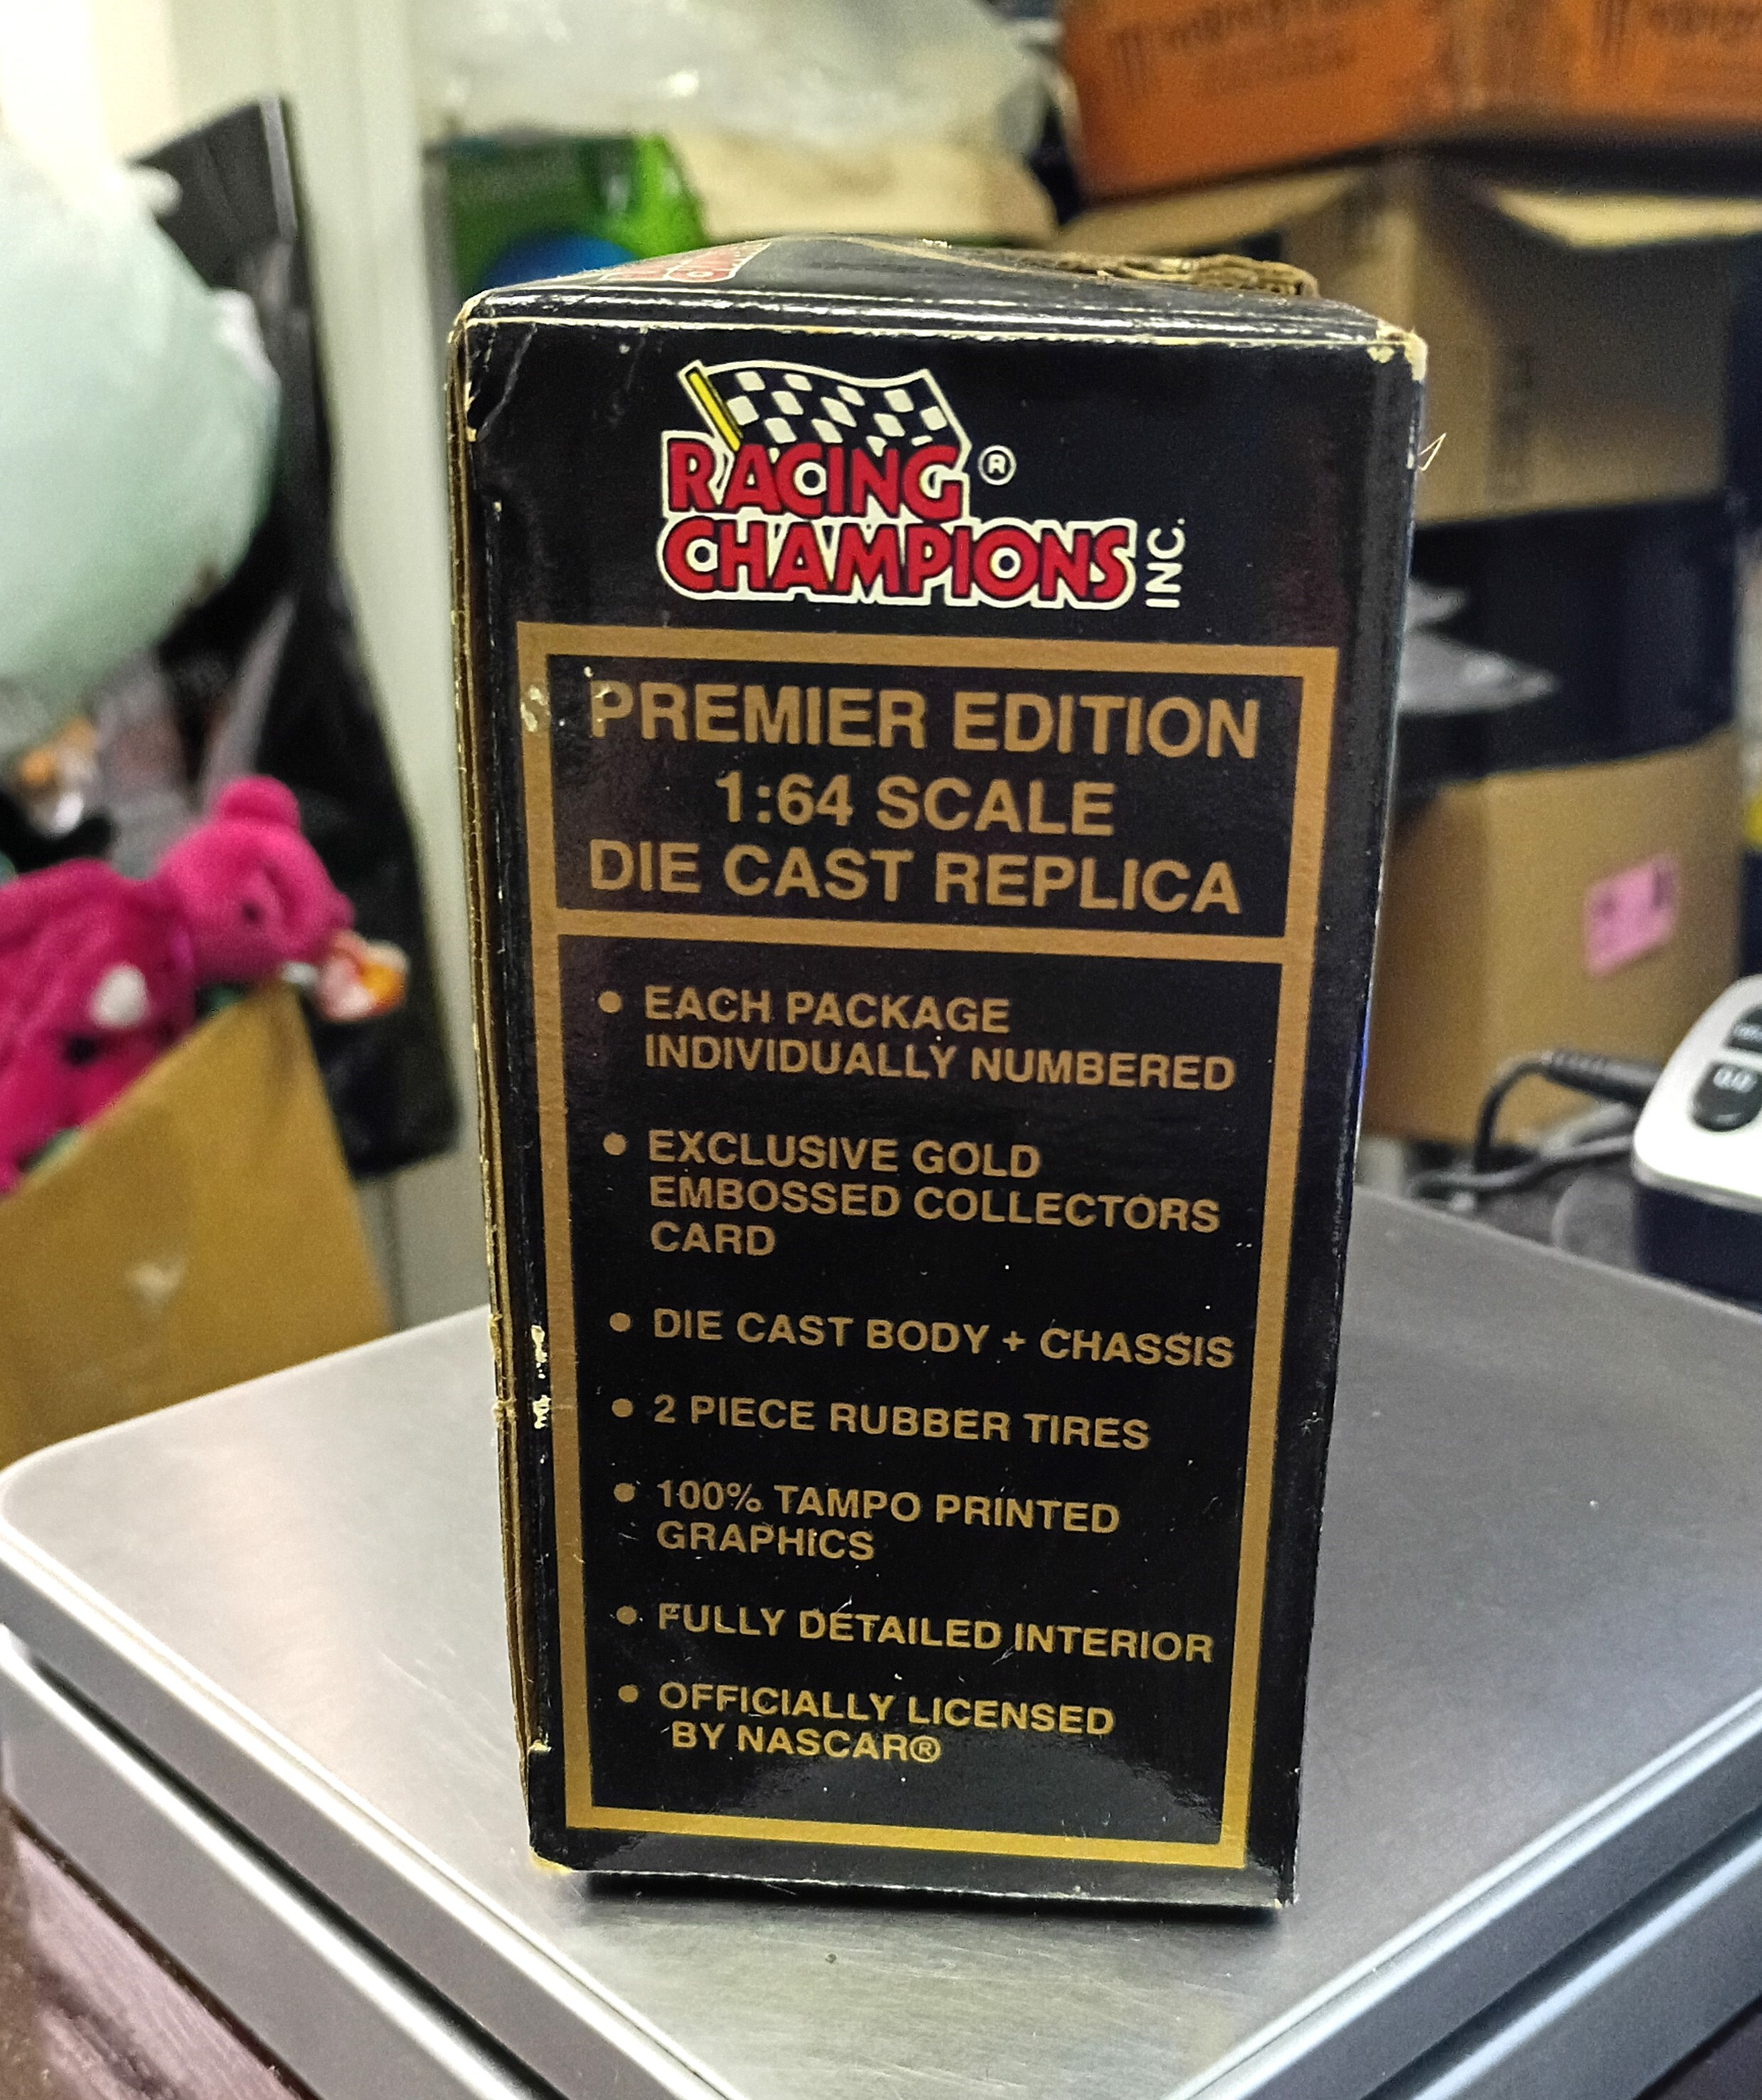 RACING ®
CHAMPIONS INC.
PREMIER EDITION
1:64 SCALE
DIE CAST REPLICA
• EACH PACKAGE
INDIVIDUALLY NUMBERED
• EXCLUSIVE GOLD
EMBOSSED COLLECTORS
CARD
• DIE CAST BODY + CHASSIS
• 2 PIECE RUBBER TIRES
• 100% TAMPO PRINTED
GRAPHICS
• FULLY DETAILED INTERIOR
• OFFICIALLY LICENSED
BY NASCAR®